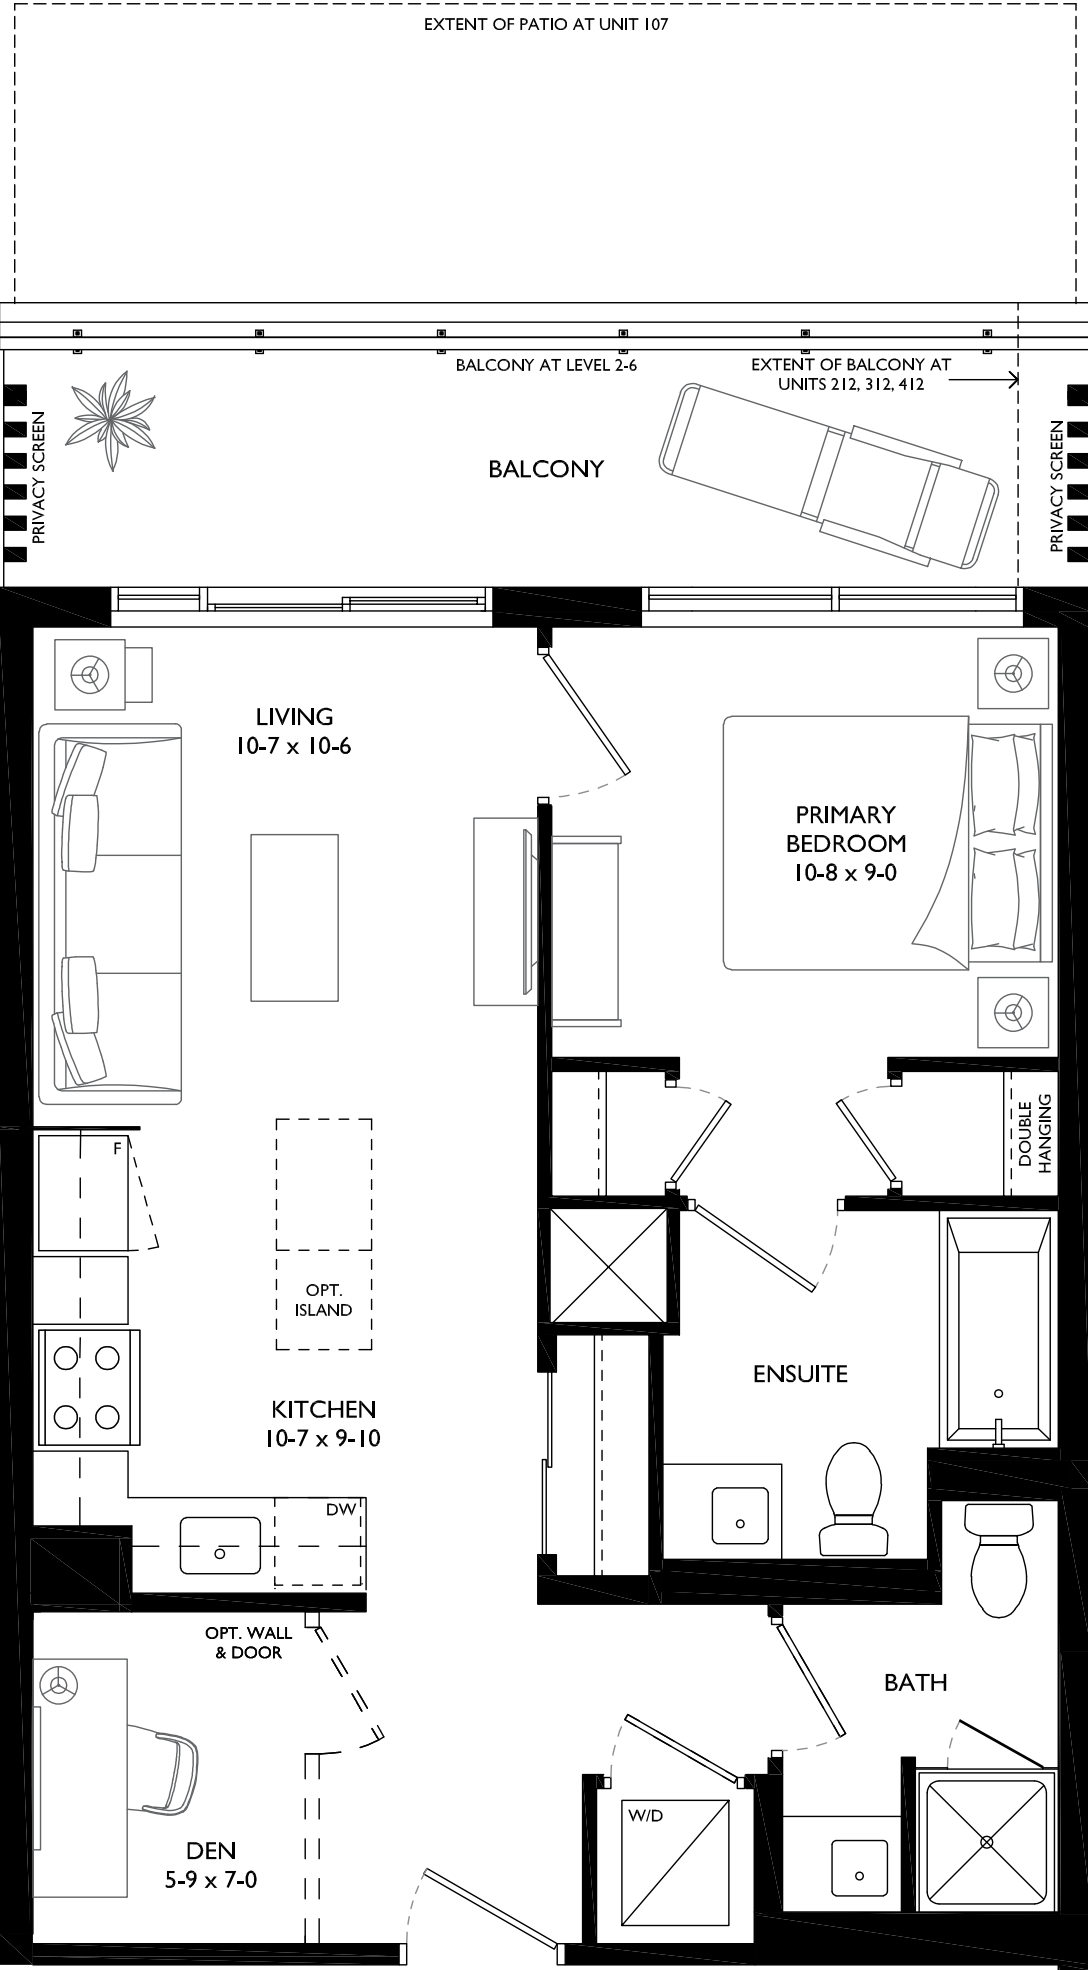 EXTENT OF PATIO AT UNIT 107
BALCONY AT LEVEL 2-6
EXTENT OF BALCONY AT
UNITS 212, 312, 412
PRIVACY SCREEN
BALCONY
PRIVACY SCREEN
LIVING
10-7 x 10-6
PRIMARY
BEDROOM
10-8 x 9-0
DOUBLE
HANGING
F
OPT.
ISLAND
ENSUITE
KITCHEN
10-7 x 9-10
DW
OPT. WALL
& DOOR
BATH
W/D
DEN
5-9 x 7-0